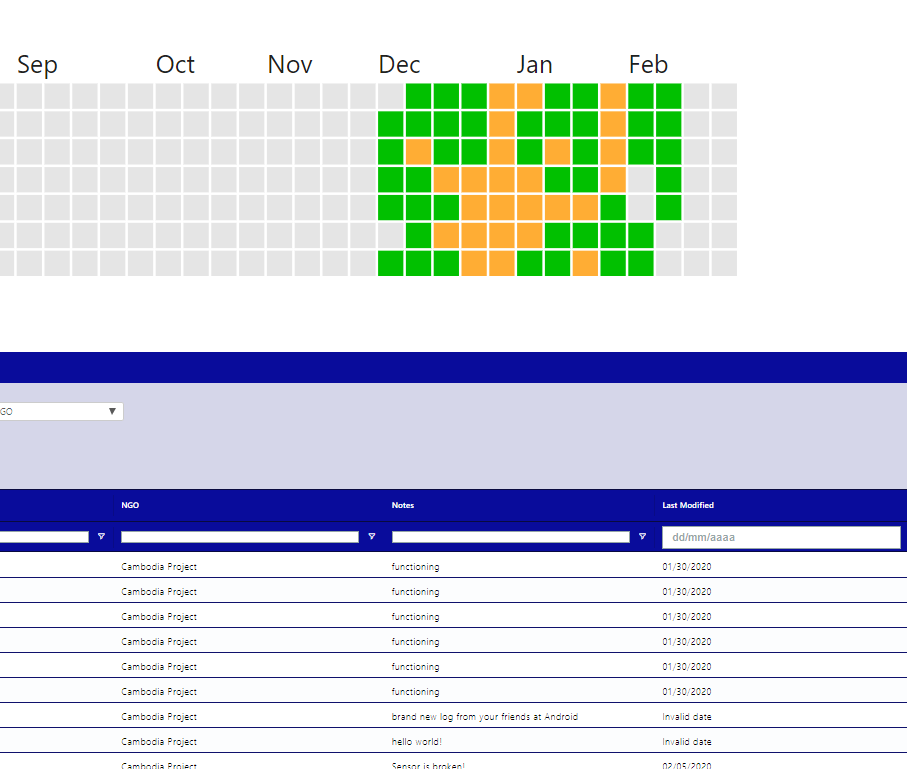 Sep Oct Nov Dec Jan Feb
GO ▼
NGO Notes Last Modified
dd/mm/aaaa
Cambodia Project functioning 01/30/2020
Cambodia Project functioning 01/30/2020
Cambodia Project functioning 01/30/2020
Cambodia Project functioning 01/30/2020
Cambodia Project functioning 01/30/2020
Cambodia Project functioning 01/30/2020
Cambodia Project brand new log from your friends at Android Invalid date
Cambodia Project hello world! Invalid date
Cambodia Project Sensor is broken! 02/05/2020